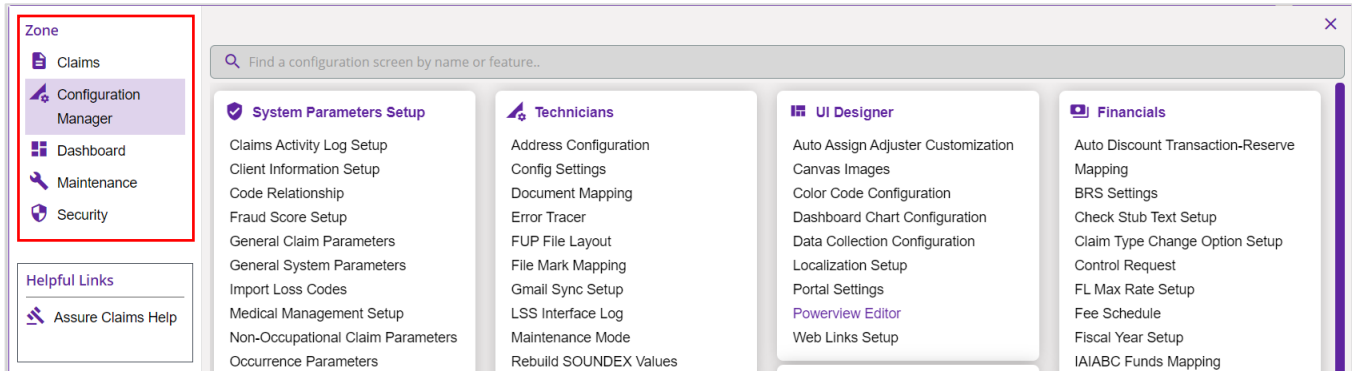 Zone
Claims
Configuration
Manager
Dashboard
Maintenance
Security
Helpful Links
Assure Claims Help
Find a configuration screen by name or feature..
System Parameters Setup
Claims Activity Log Setup
Client Information Setup
Code Relationship
Fraud Score Setup
General Claim Parameters
General System Parameters
Import Loss Codes
Medical Management Setup
Non-Occupational Claim Parameters
Occurrence Parameters
Technicians
Address Configuration
Config Settings
Document Mapping
Error Tracer
FUP File Layout
File Mark Mapping
Gmail Sync Setup
LSS Interface Log
Maintenance Mode
Rebuild SOUNDEX Values
UI Designer
Auto Assign Adjuster Customization
Canvas Images
Color Code Configuration
Dashboard Chart Configuration
Data Collection Configuration
Localization Setup
Portal Settings
Powerview Editor
Web Links Setup
Financials
Auto Discount Transaction-Reserve
Mapping
BRS Settings
Check Stub Text Setup
Claim Type Change Option Setup
Control Request
FL Max Rate Setup
Fee Schedule
Fiscal Year Setup
IAIABC Funds Mapping